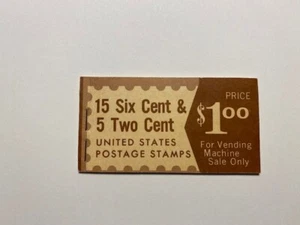 15 Six Cent &
5 Two Cent
UNITED STATES
POSTAGE STAMPS
PRICE
$1.00
For Vending
Machine
Sale Only